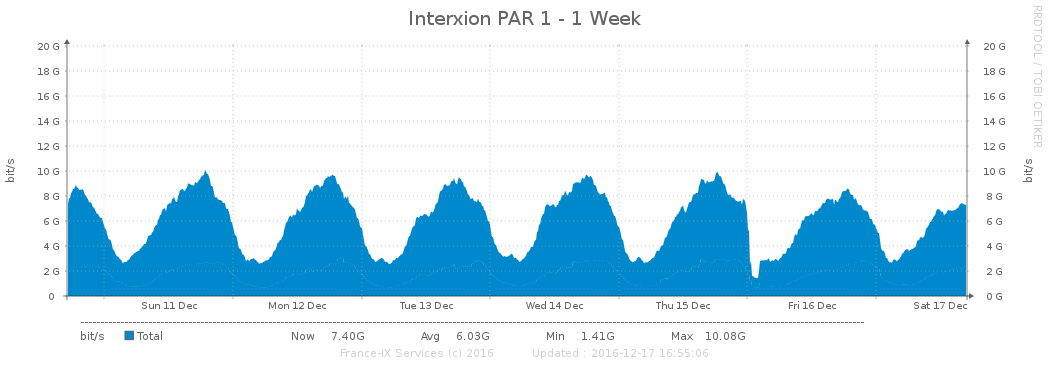 Interxion PAR 1 - 1 Week
RRDTOOL / TOBI OETIKER
bit/s
20 G 20 G
18 G 18 G
16 G 16 G
14 G 14 G
12 G 12 G
10 G 10 G
8 G 8 G
6 G 6 G
4 G 4 G
2 G 2 G
0 0 G
bit/s
Sun 11 Dec Mon 12 Dec Tue 13 Dec Wed 14 Dec Thu 15 Dec Fri 16 Dec Sat 17 Dec
bit/s Total Now 7.40G Avg 6.03G Min 1.41G Max 10.08G
France-IX Services (c) 2016 Updated : 2016-12-17 16:55:06